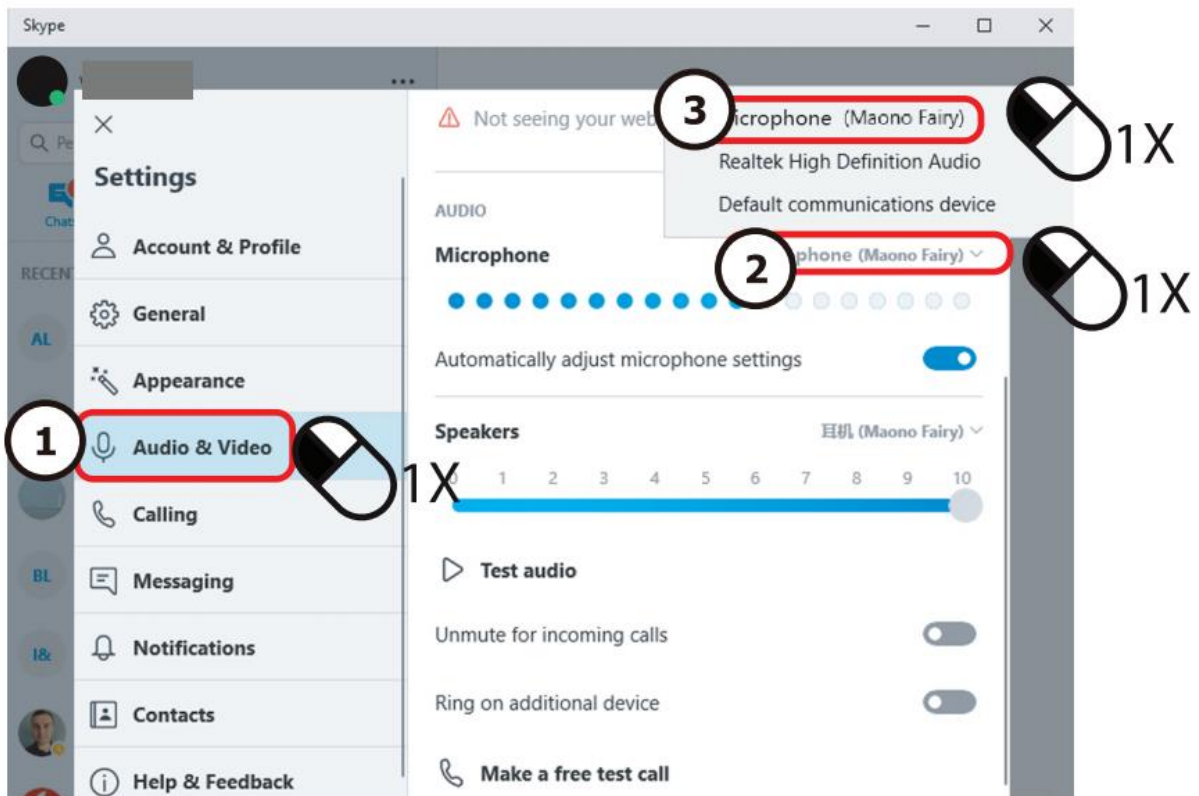 Skype
...
Not seeing your web
3
icrophone (Maono Fairy)
1X
Realtek High Definition Audio
Default communications device
Settings
Chat
AUDIO
Microphone
2
phone (Maono Fairy)
1X
Account & Profile
RECEN
General
AL
Automatically adjust microphone settings
Appearance
1
Audio & Video
1X
Speakers
耳机 (Maono Fairy)
0 1 2 3 4 5 6 7 8 9 10
Calling
BL
Messaging
Test audio
Unmute for incoming calls
I&
Notifications
Ring on additional device
Contacts
Make a free test call
Help & Feedback